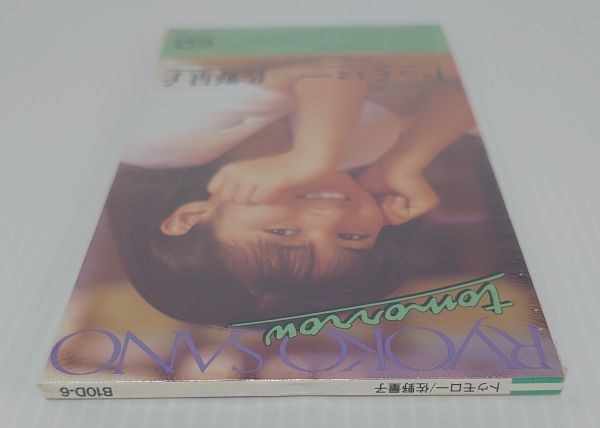 トゥモロー
佐野量子
tomorrow
RYOKO SANO
トゥモロー/佐野量子
B10D-6